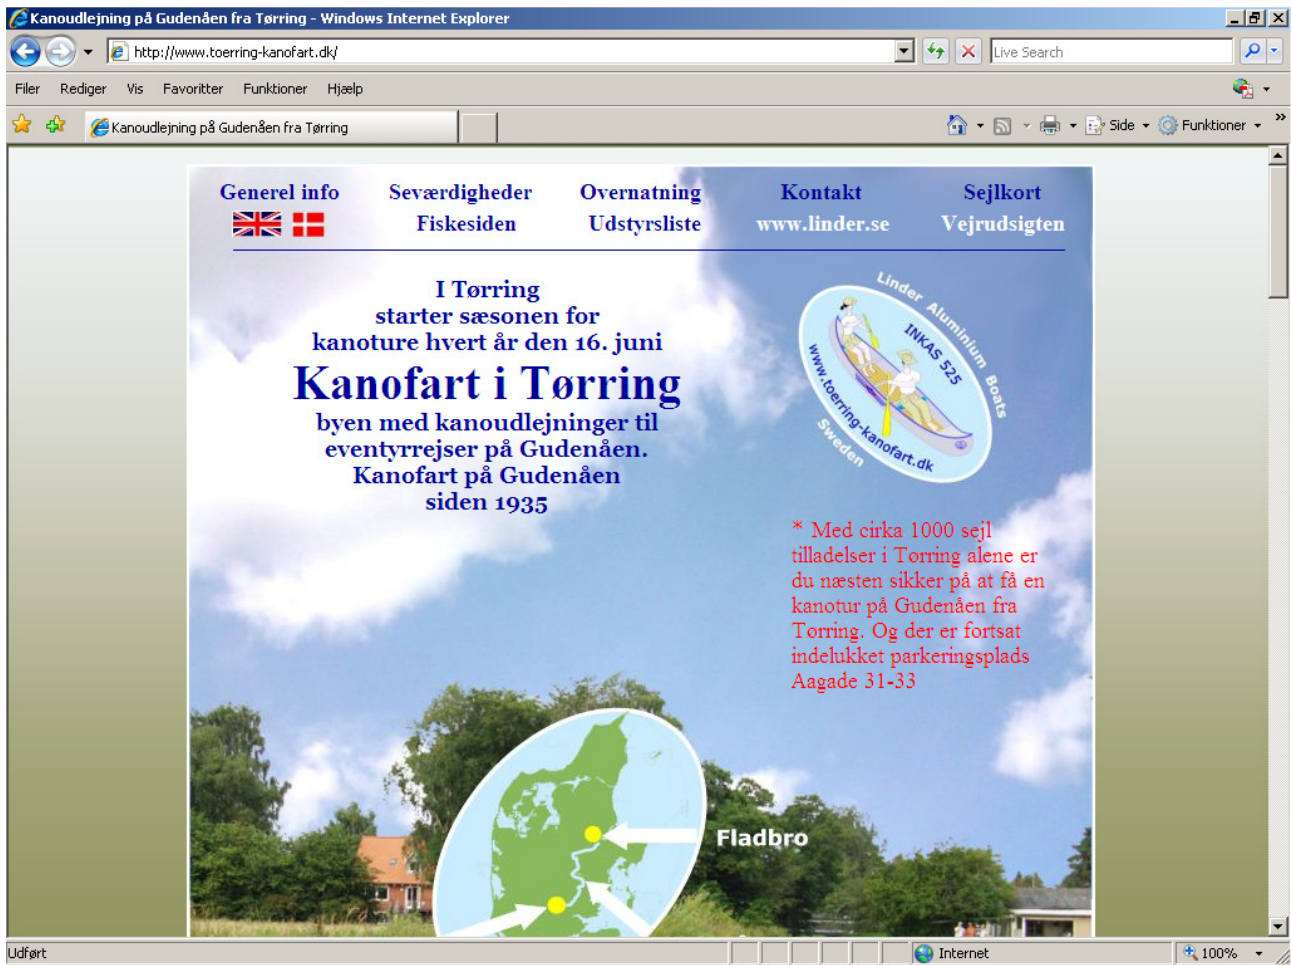 Kanoudlejning på Gudenåen fra Tørring - Windows Internet Explorer
http://www.toerring-kanofart.dk/
Live Search
Filer Rediger Vis Favoritter Funktioner Hjælp
Kanoudlejning på Gudenåen fra Tørring
Side Funktioner »
Generel info Seværdigheder Overnatning Kontakt Sejlkort
Fiskesiden Udstyrsliste www.linder.se Vejrudsigten
I Tørring
starter sæsonen for
kanoture hvert år den 16. juni
Kanofart i Tørring
byen med kanoudlejninger til
eventyrrejser på Gudenåen.
Kanofart på Gudenåen
siden 1935
Linder Aluminium Boats
INKAS 525
www.toerring-kanofart.dk
Sweden
* Med cirka 1000 sejl
tilladelser i Tørring alene er
du næsten sikker på at få en
kanotur på Gudenåen fra
Tørring. Og der er fortsat
indelukket parkeringsplads
Aagade 31-33
Fladbro
Udført
Internet
100%